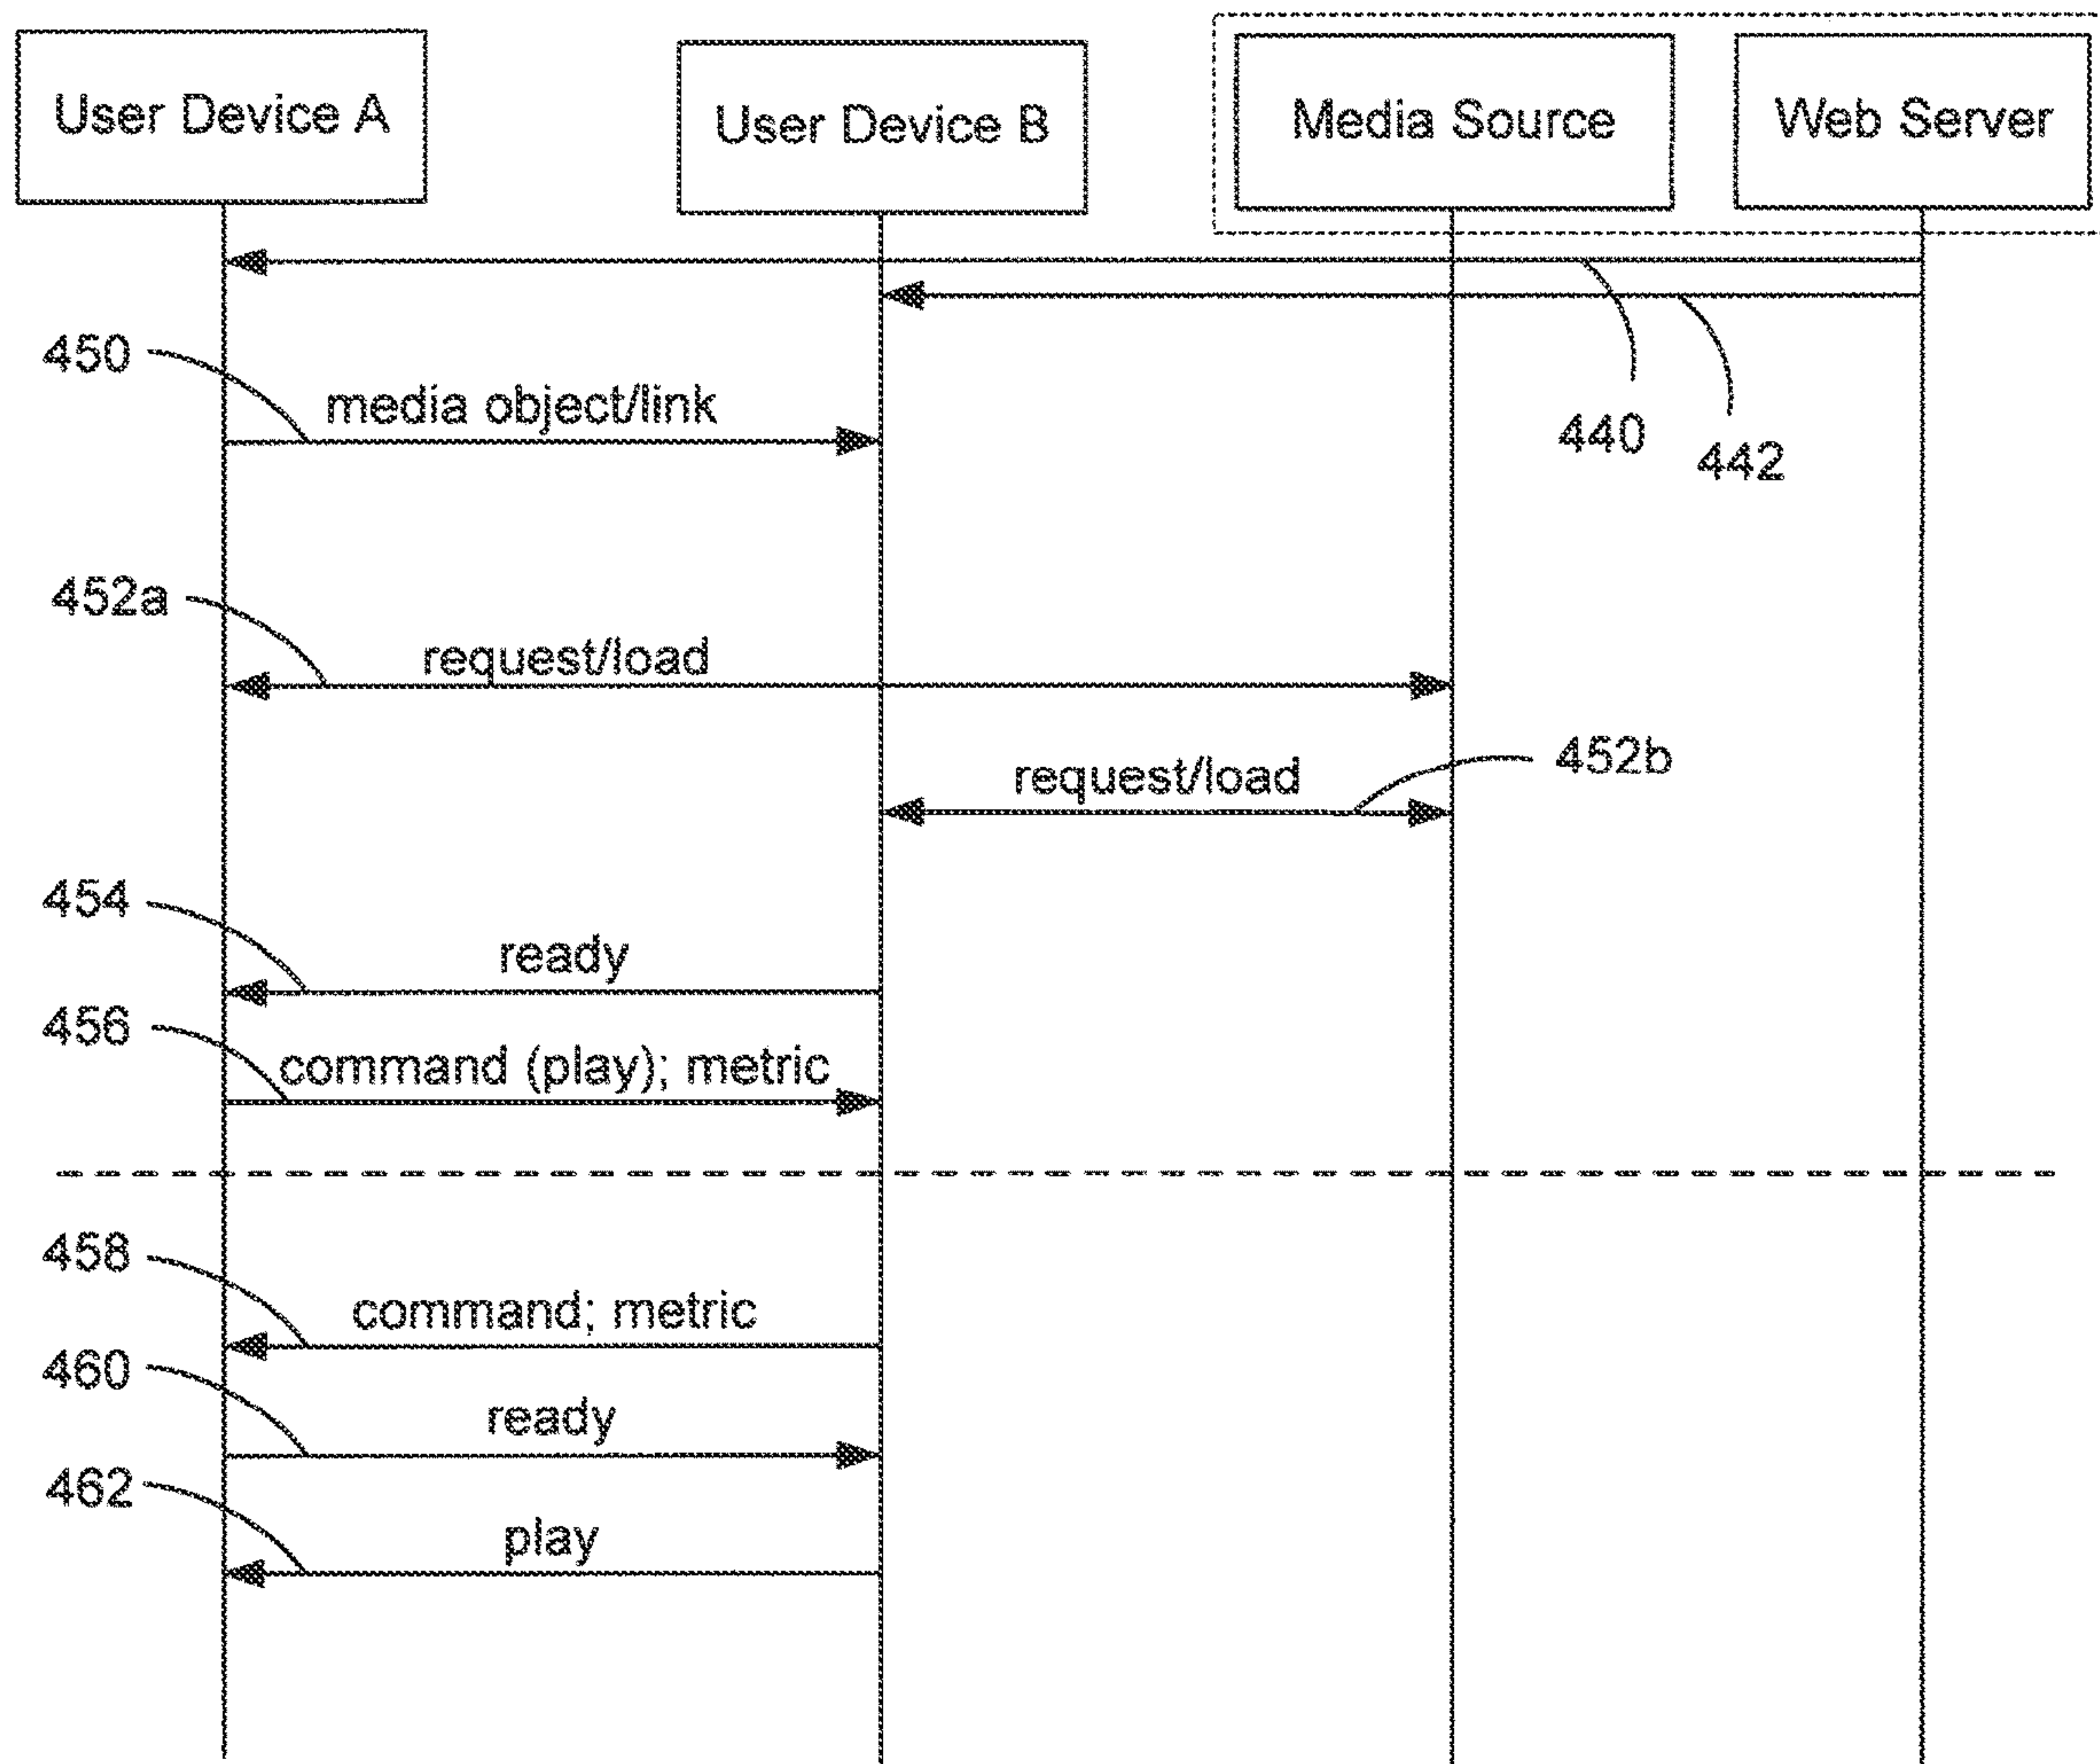 User Device A
User Device B
Media Source
Web Server
450
media object/link
440
442
452a
request/load
request/load
452b
454
ready
456
command (play); metric
458
command; metric
460
ready
462
play